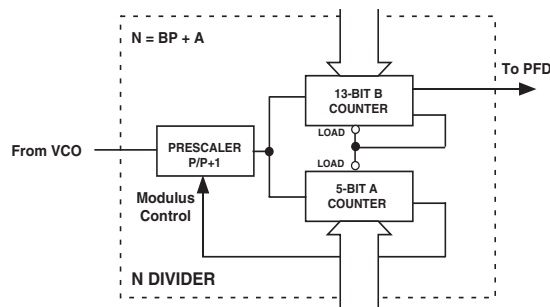 N = BP + A
To PFD
13-BIT B
COUNTER
LOAD
From VCO
PRESCALER
P/P+1
LOAD
Modulus
Control
5-BIT A
COUNTER
N DIVIDER